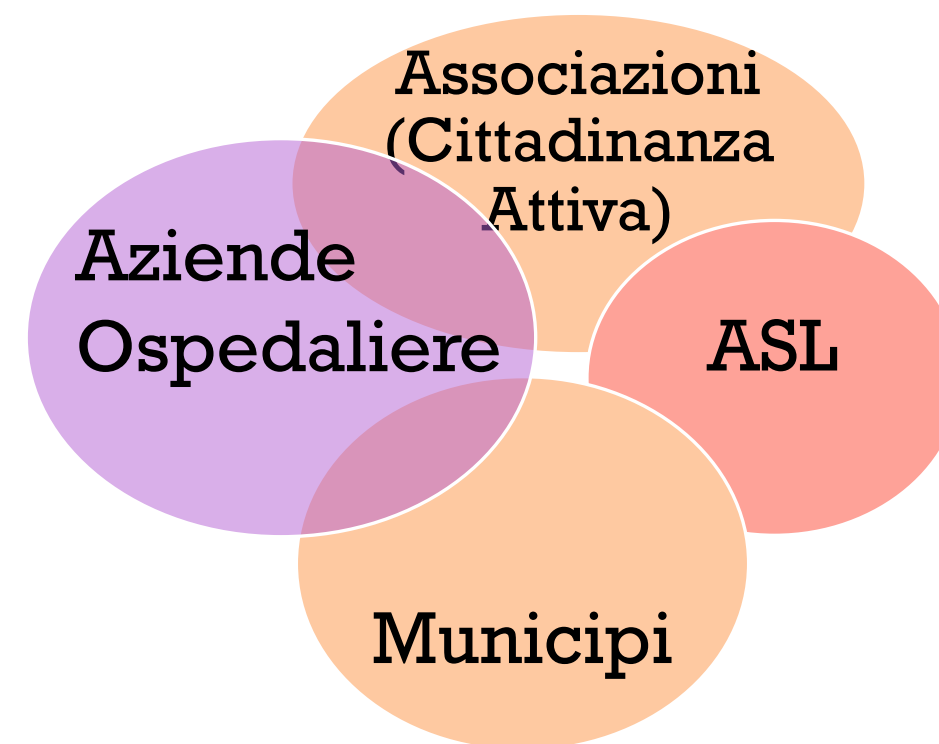 Associazioni
(Cittadinanza
Attiva)
Aziende
Ospedaliere
ASL
Municipi